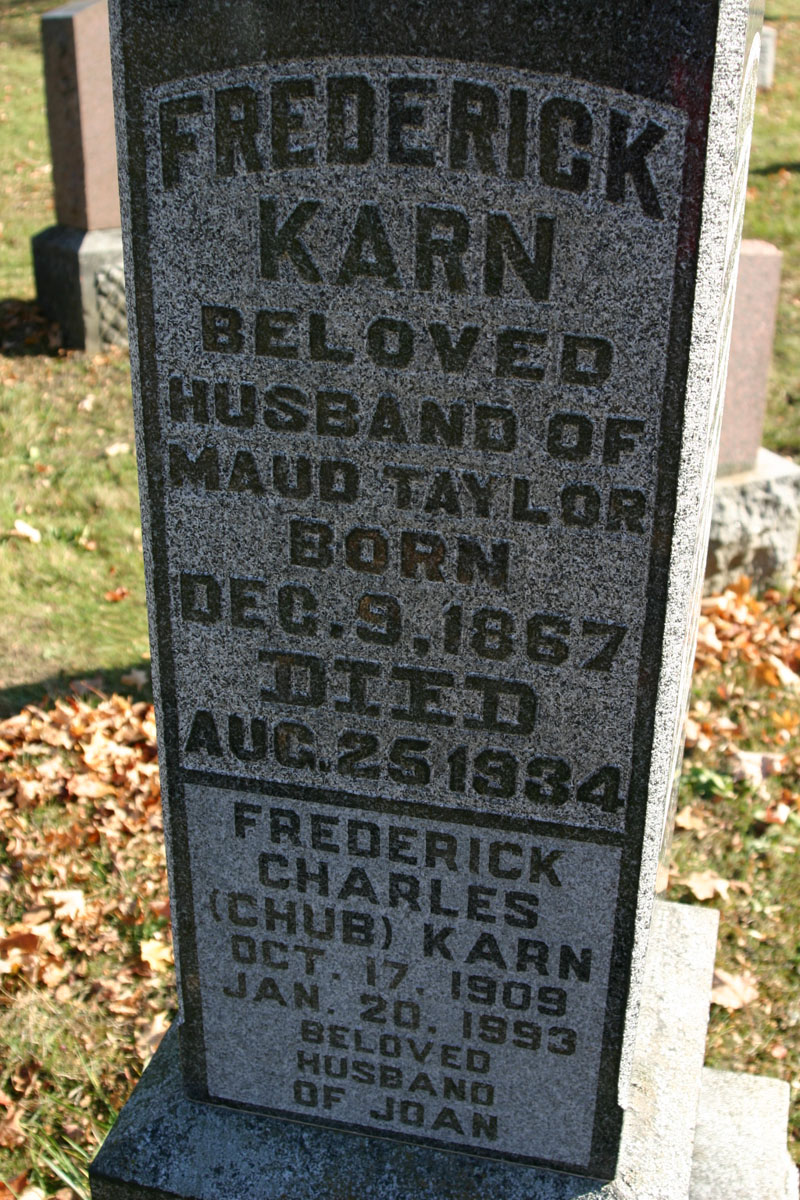 FREDERICK
KARN
BELOVED
HUSBAND OF
MAUD TAYLOR
BORN
DEC. 9, 1867
DIED
AUG. 25 1934
FREDERICK
CHARLES
(CHUB) KARN
OCT. 17, 1909
JAN. 20, 1993
BELOVED
HUSBAND
OF JOAN